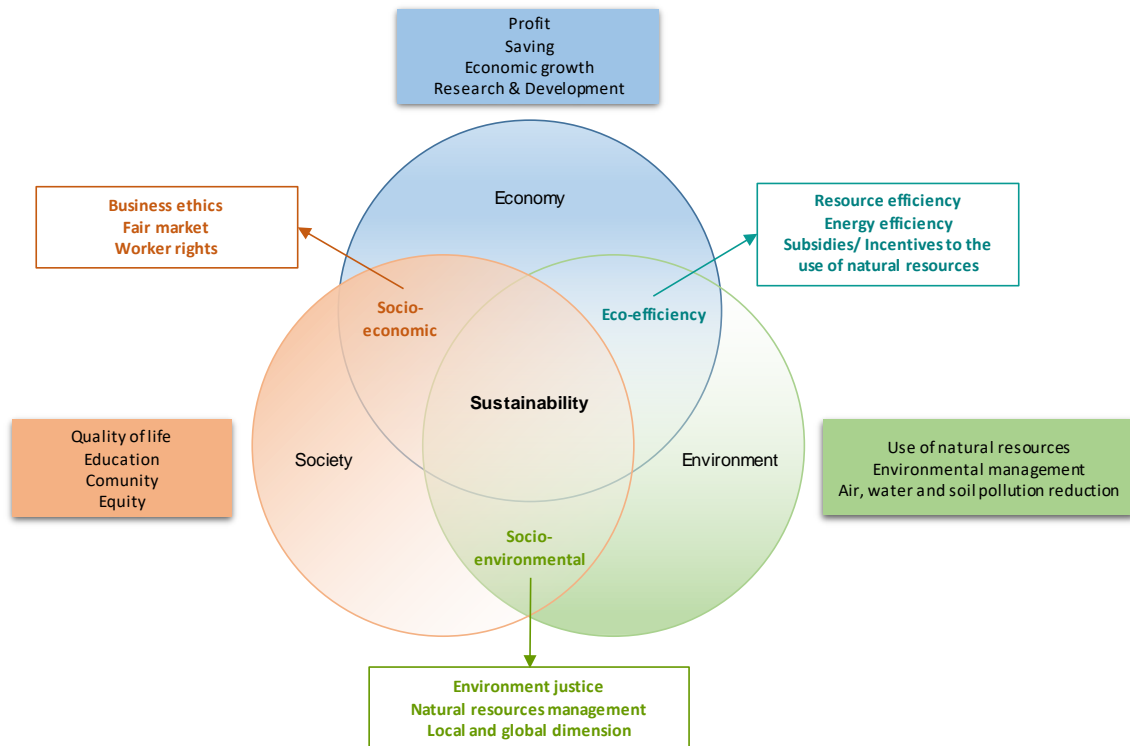 Profit
Saving
Economic growth
Research & Development
Economy
Business ethics
Fair market
Worker rights
Resource efficiency
Energy efficiency
Subsidies/ Incentives to the
use of natural resources
Socio-
economic
Eco-efficiency
Sustainability
Quality of life
Education
Comunity
Equity
Society
Environment
Use of natural resources
Environmental management
Air, water and soil pollution reduction
Socio-
environmental
Environment justice
Natural resources management
Local and global dimension